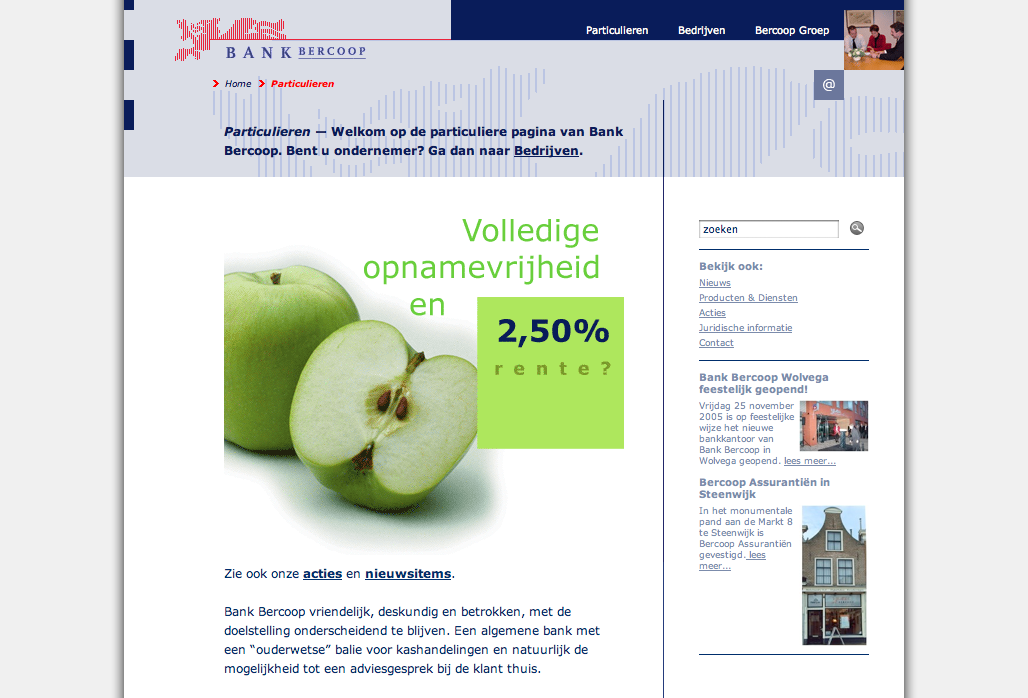 BANK BERCOOP
Particulieren Bedrijven Bercoop Groep
@
Home Particulieren
Particulieren — Welkom op de particuliere pagina van Bank
Bercoop. Bent u ondernemer? Ga dan naar Bedrijven.
Volledige
opnamevrijheid
en
2,50%
rente?
Zie ook onze acties en nieuwsitems.
Bank Bercoop vriendelijk, deskundig en betrokken, met de
doelstelling onderscheidend te blijven. Een algemene bank met
een “ouderwetse” balie voor kashandelingen en natuurlijk de
mogelijkheid tot een adviesgesprek bij de klant thuis.
zoeken
Bekijk ook:
Nieuws
Producten & Diensten
Acties
Juridische informatie
Contact
Bank Bercoop Wolvega
feestelijk geopend!
Vrijdag 25 november
2005 is op feestelijke
wijze het nieuwe
bankkantoor van
Bank Bercoop in
Wolvega geopend. lees meer...
Bercoop Assurantiën in
Steenwijk
In het monumentale
pand aan de Markt 8
te Steenwijk is
Bercoop Assurantiën
gevestigd. lees
meer...